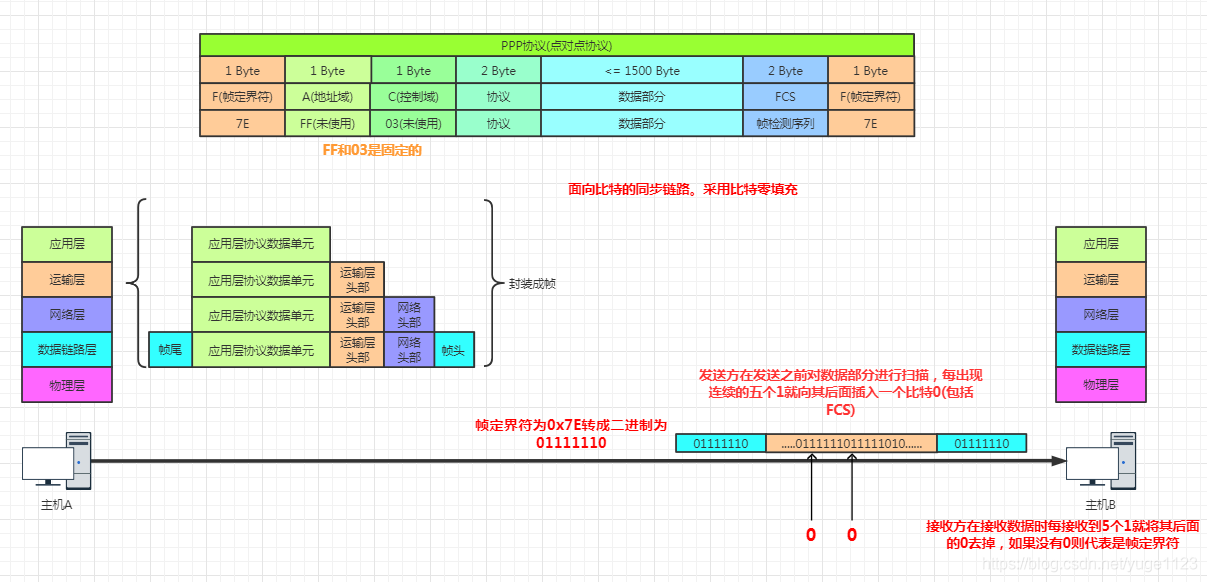 PPP协议(点对点协议)
1 Byte 1 Byte 1 Byte 2 Byte <= 1500 Byte 2 Byte 1 Byte
F(帧定界符) A(地址域) C(控制域) 协议 数据部分 FCS F(帧定界符)
7E FF(未使用) 03(未使用) 协议 数据部分 帧检测序列 7E
FF和03是固定的
面向比特的同步链路。采用比特零填充
应用层 应用层协议数据单元 应用层
运输层 应用层协议数据单元 运输层
头部 运输层
封装成帧
网络层 应用层协议数据单元 运输层
头部 网络
头部 网络层
数据链路层 帧尾 应用层协议数据单元 运输层
头部 网络
头部 帧头 数据链路层
物理层 物理层
发送方在发送之前对数据部分进行扫描，每出现
连续的五个1就向其后面插入一个比特0(包括
FCS)
帧定界符为0x7E转成二进制为
01111110
01111110 .....0111111011111010...... 01111110
主机A
主机B
0 0
接收方在接收数据时每接收到5个1就将其后面
的0去掉，如果没有0则代表是帧定界符
https://blog.csdn.net/yuge1123